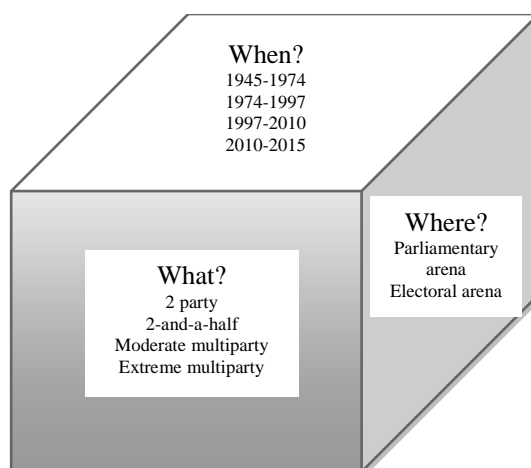 When?
1945-1974
1974-1997
1997-2010
2010-2015
Where?
Parliamentary
arena
Electoral arena
What?
2 party
2-and-a-half
Moderate multiparty
Extreme multiparty